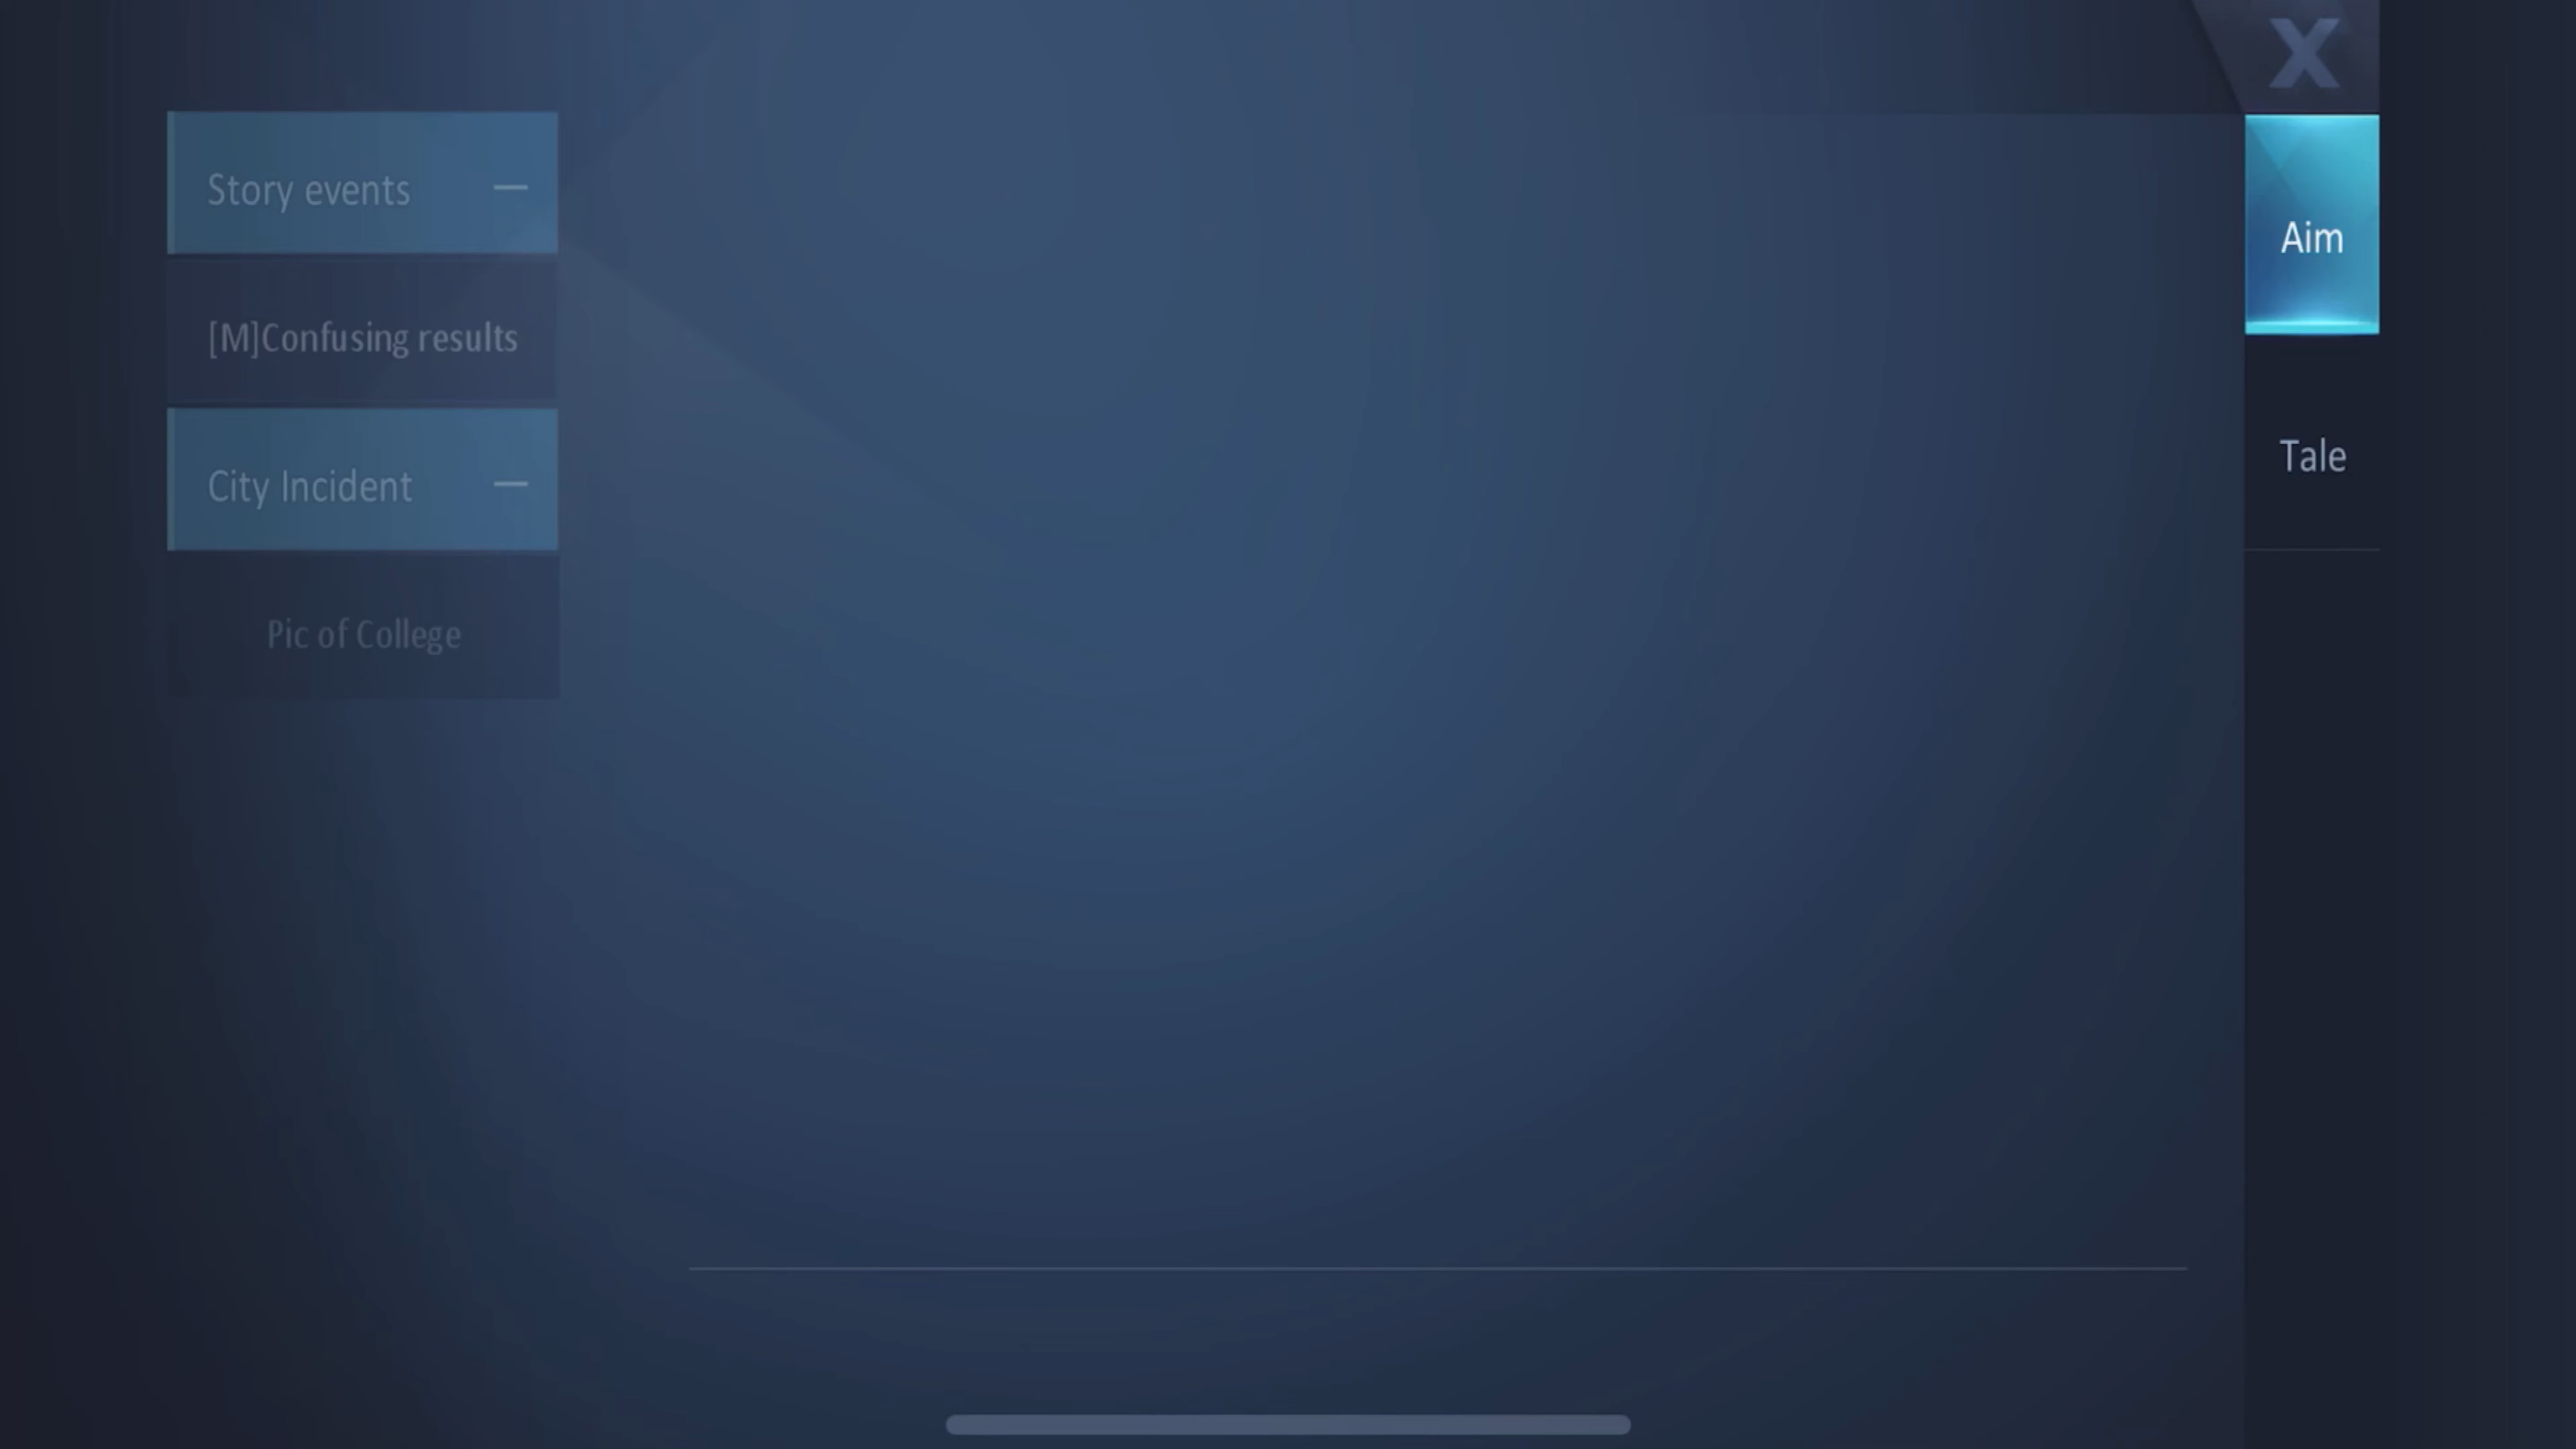 X
Story events
Aim
[M]Confusing results
Tale
City Incident
Pic of College